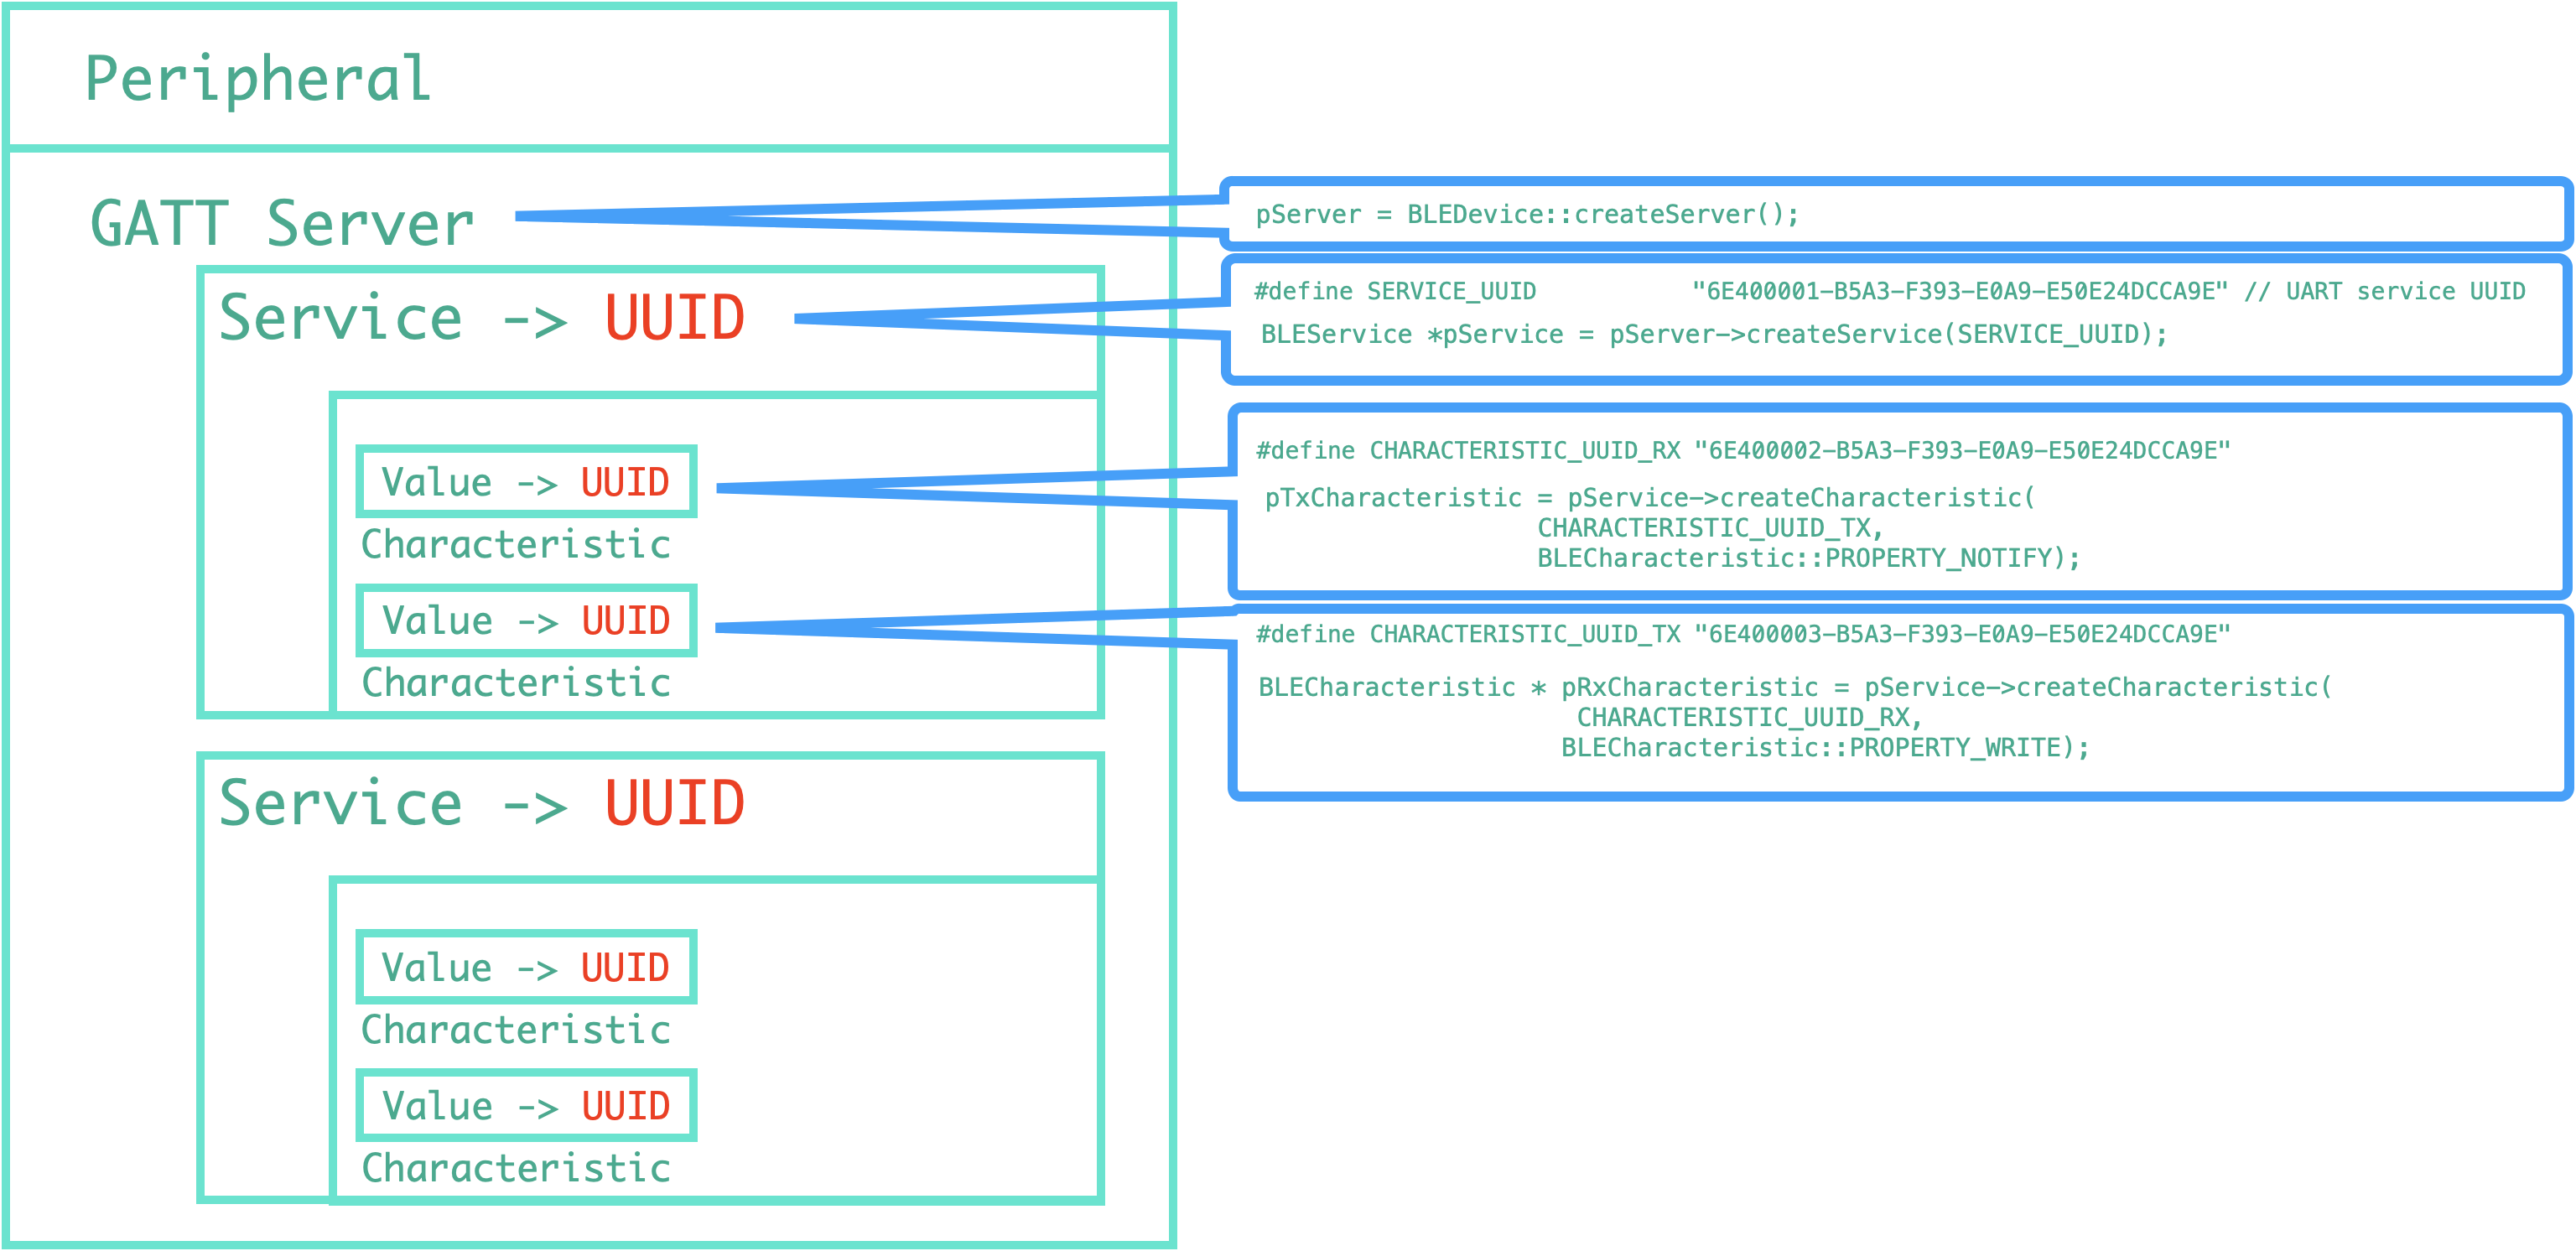 Peripheral
GATT Server
pServer = BLEDevice::createServer();
Service -> UUID
#define SERVICE_UUID "6E400001-B5A3-F393-E0A9-E50E24DCCA9E" // UART service UUID
BLEService *pService = pServer->createService(SERVICE_UUID);
Value -> UUID
Characteristic
#define CHARACTERISTIC_UUID_RX "6E400002-B5A3-F393-E0A9-E50E24DCCA9E"
pTxCharacteristic = pService->createCharacteristic(
CHARACTERISTIC_UUID_TX,
BLECharacteristic::PROPERTY_NOTIFY);
Value -> UUID
Characteristic
#define CHARACTERISTIC_UUID_TX "6E400003-B5A3-F393-E0A9-E50E24DCCA9E"
BLECharacteristic * pRxCharacteristic = pService->createCharacteristic(
CHARACTERISTIC_UUID_RX,
BLECharacteristic::PROPERTY_WRITE);
Service -> UUID
Value -> UUID
Characteristic
Value -> UUID
Characteristic